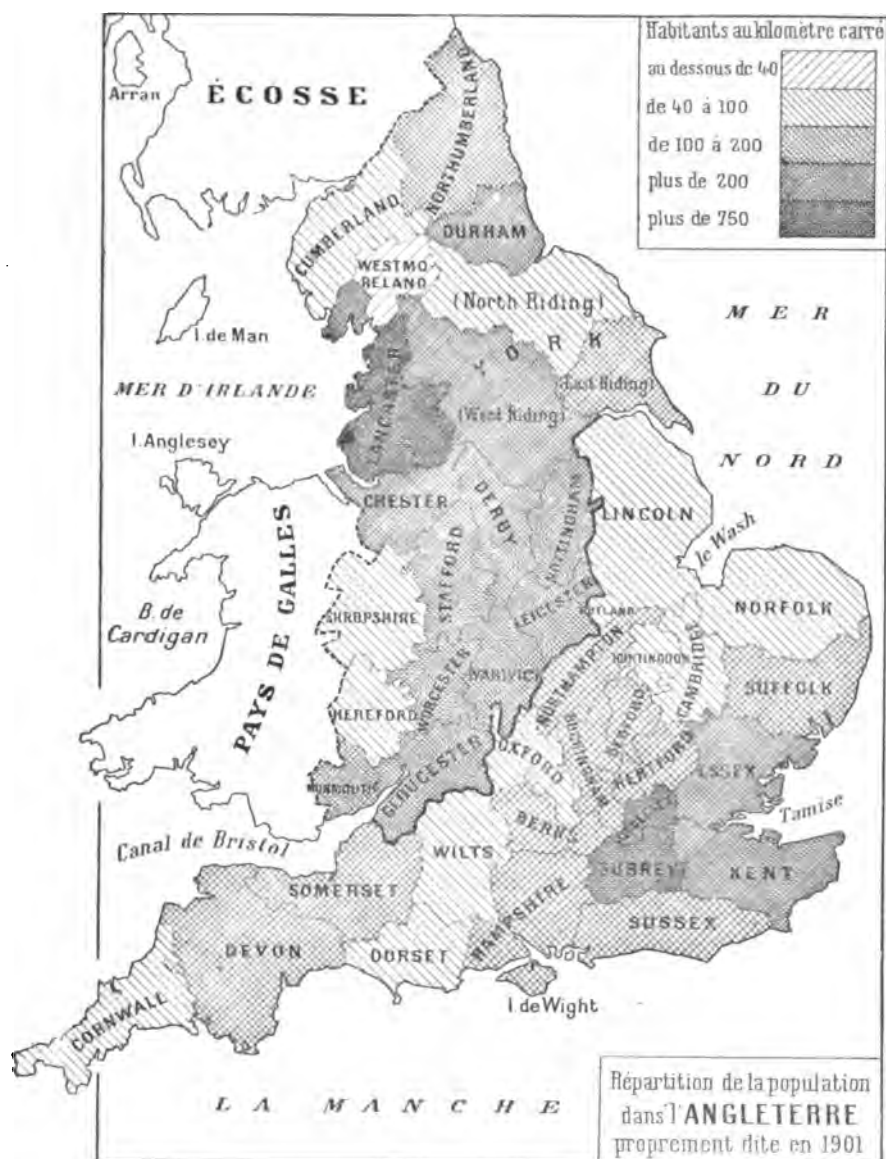 Habitants au kilomètre carré
au dessous de 40
de 40 à 100
de 100 à 200
plus de 200
plus de 750
Arran
ÉCOSSE
NORTHUMBERLAND
CUMBERLAND
DURHAM
WESTMO
RELAND
(North Riding)
YORK
(East Riding)
(West Riding)
I. de Man
MER D'IRLANDE
MER
DU
NORD
LANCASTER
I. Anglesey
CHESTER
DERBY
NOTTINGHAM
LINCOLN
le Wash
PAYS DE GALLES
B. de
Cardigan
STAFFORD
SHROPSHIRE
LEICESTER
RUTLAND
NORFOLK
HEREFORD
WORCESTER
WARWICK
NORTHAMPTON
HUNTINGDON
CAMBRIDGE
SUFFOLK
MONMOUTH
GLOUCESTER
OXFORD
BUCKINGHAM
BEDFORD
HERTFORD
ESSEX
Tamise
Canal de Bristol
WILTS
BERKS
SURREY
KENT
SOMERSET
HAMPSHIRE
SUSSEX
DEVON
DORSET
CORNWALL
I. de Wight
LA MANCHE
Répartition de la population
dans l'ANGLETERRE
proprement dite en 1901